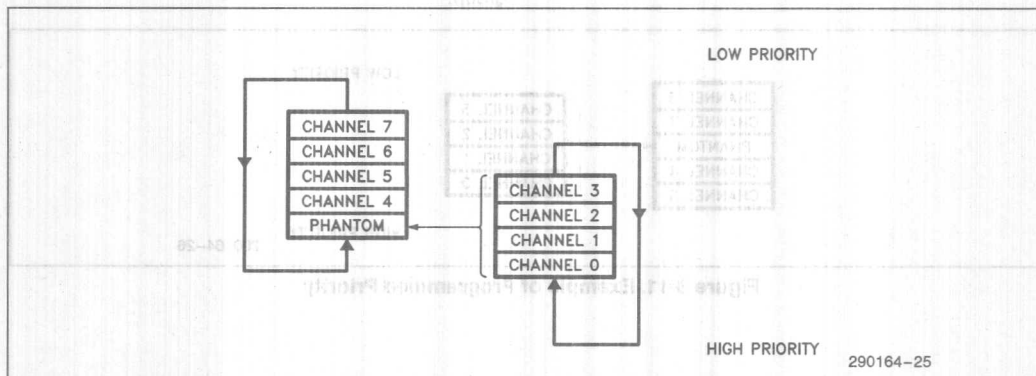 LOW PRIORITY
CHANNEL 7
CHANNEL 6
CHANNEL 5
CHANNEL 4
PHANTOM
CHANNEL 3
CHANNEL 2
CHANNEL 1
CHANNEL 0
HIGH PRIORITY
290164-25